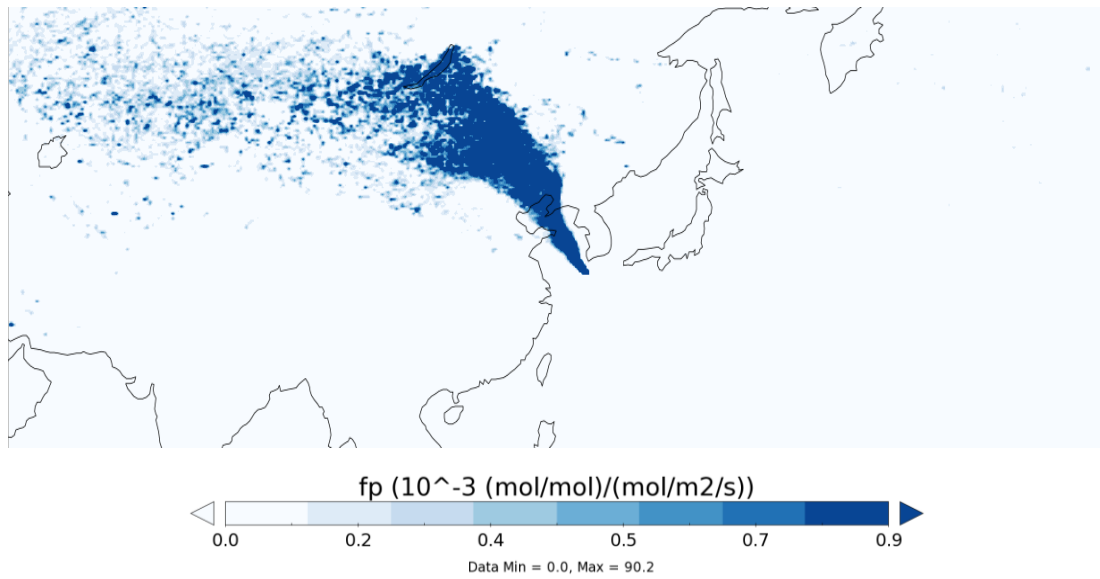 fp (10^-3 (mol/mol)/(mol/m2/s))
0.0 0.2 0.4 0.5 0.7 0.9
Data Min = 0.0, Max = 90.2